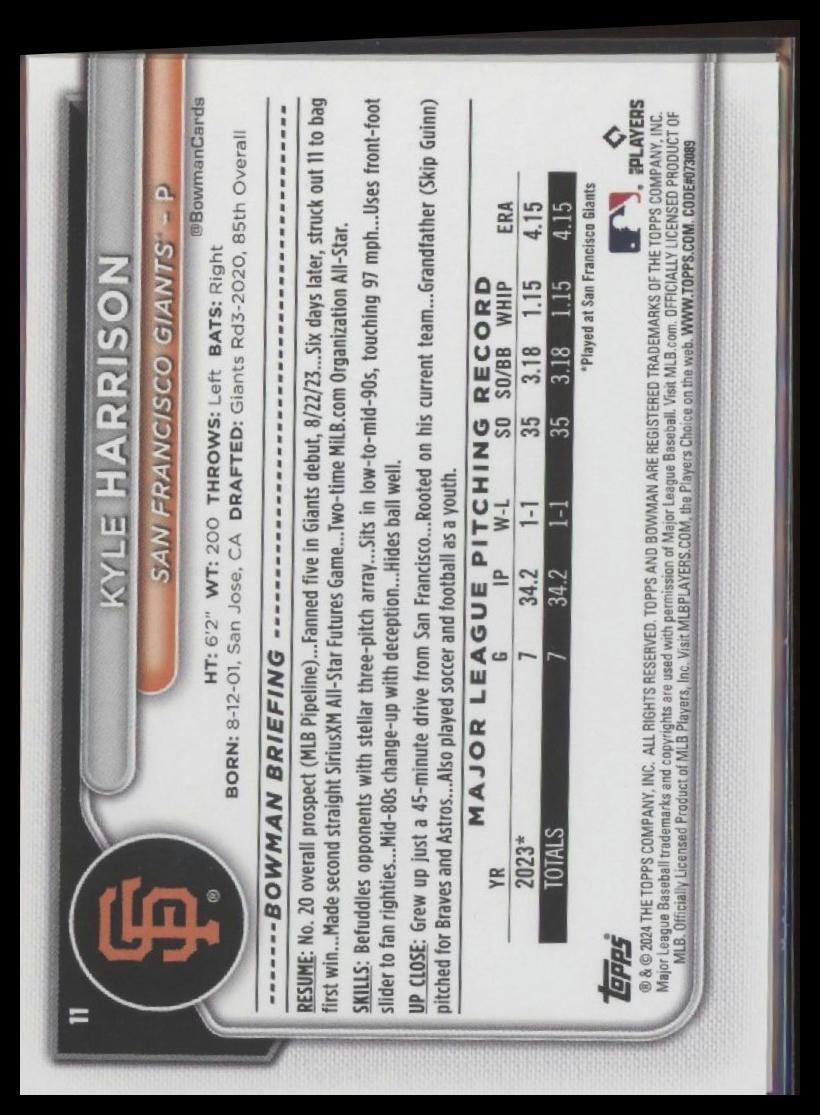 11
KYLE HARRISON
SAN FRANCISCO GIANTS™ – P
@BowmanCards
HT: 6'2" WT: 200 THROWS: Left BATS: Right
BORN: 8-12-01, San Jose, CA DRAFTED: Giants Rd3-2020, 85th Overall
BOWMAN BRIEFING
RESUME: No. 20 overall prospect (MLB Pipeline)...Fanned five in Giants debut, 8/22/23...Six days later, struck out 11 to bag
first win...Made second straight SiriusXM All-Star Futures Game...Two-time MiLB.com Organization All-Star.
SKILLS: Befuddles opponents with stellar three-pitch array...Sits in low-to-mid-90s, touching 97 mph...Uses front-foot
slider to fan righties...Mid-80s change-up with deception...Hides ball well.
UP CLOSE: Grew up just a 45-minute drive from San Francisco...Rooted on his current team...Grandfather (Skip Guinn)
pitched for Braves and Astros...Also played soccer and football as a youth.
MAJOR LEAGUE PITCHING RECORD
YR G IP W-L SO SO/BB WHIP ERA
2023* 7 34.2 1-1 35 3.18 1.15 4.15
TOTALS 7 34.2 1-1 35 3.18 1.15 4.15
*Played at San Francisco Giants
topps®
MLB PLAYERS
® & © 2024 THE TOPPS COMPANY, INC. ALL RIGHTS RESERVED. TOPPS AND BOWMAN ARE REGISTERED TRADEMARKS OF THE TOPPS COMPANY, INC.
Major League Baseball trademarks and copyrights are used with permission of Major League Baseball. Visit MLB.com. OFFICIALLY LICENSED PRODUCT OF
MLB. Officially Licensed Product of MLB Players, Inc. Visit MLBPLAYERS.COM, the Players Choice on the web. WWW.TOPPS.COM. CODE#073089